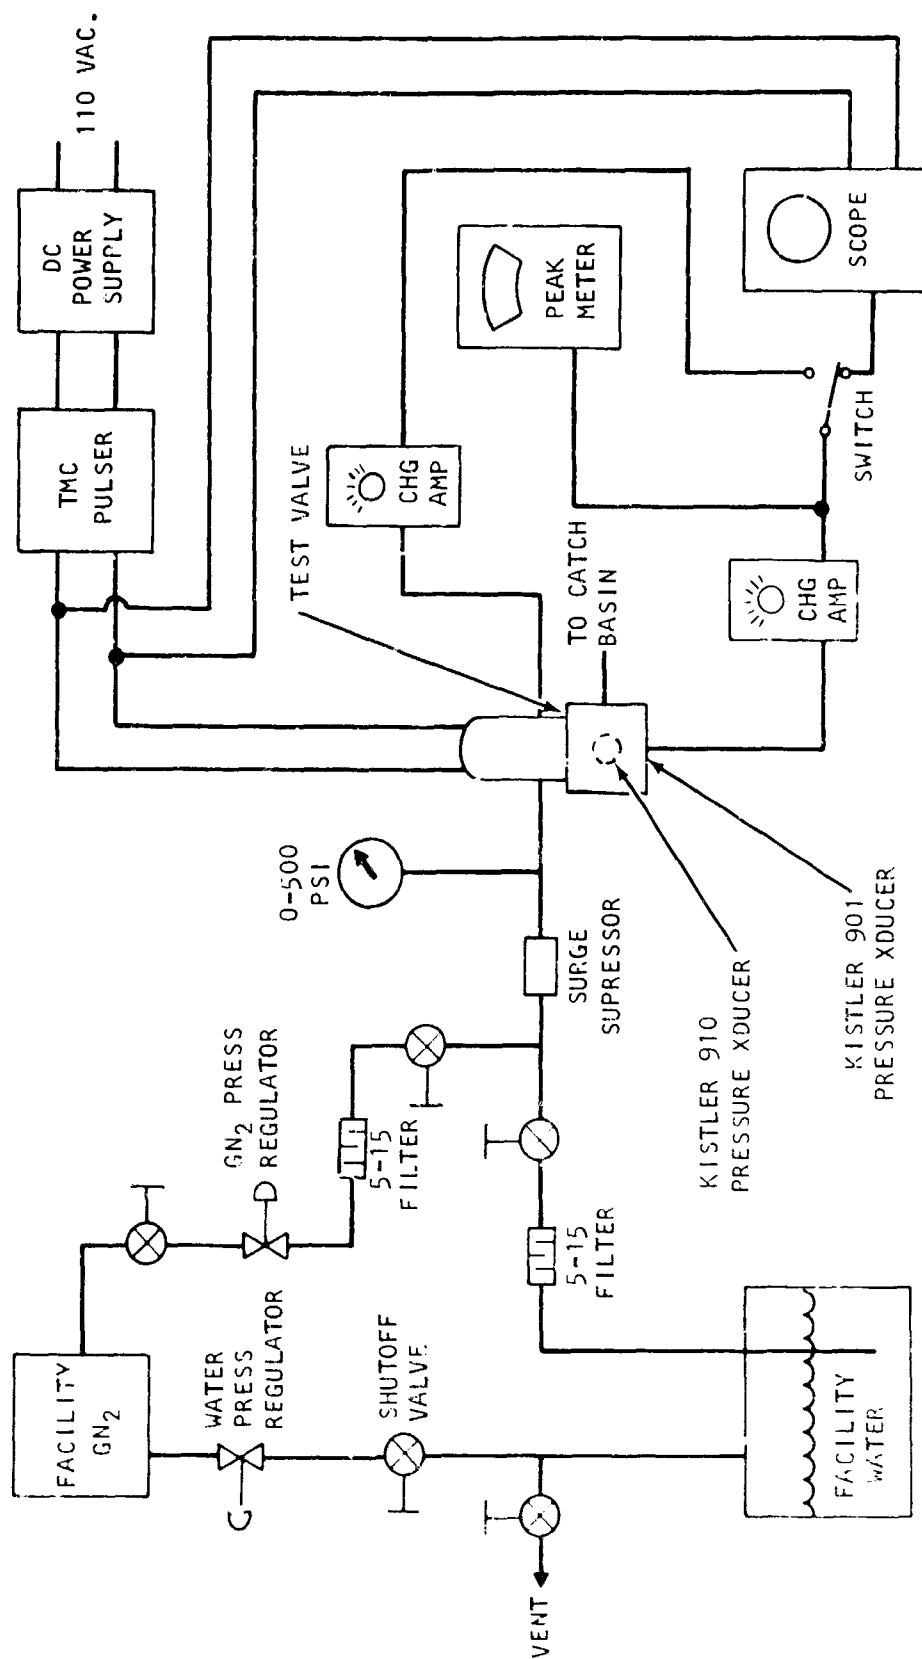 FACILITY
GN2
WATER
PRESS
REGULATOR
SHUTOFF
VALVE
VENT
FACILITY
WATER
GN2 PRESS
REGULATOR
5-15
FILTER
5-15
FILTER
0-500
PSI
SURGE
SUPRESSOR
KISTLER 910
PRESSURE XDUCER
KISTLER 901
PRESSURE XDUCER
TEST VALVE
TO CATCH
BASIN
TMC
PULSER
DC
POWER
SUPPLY
110 VAC.
CHG
AMP
PEAK
METER
CHG
AMP
SWITCH
SCOPE